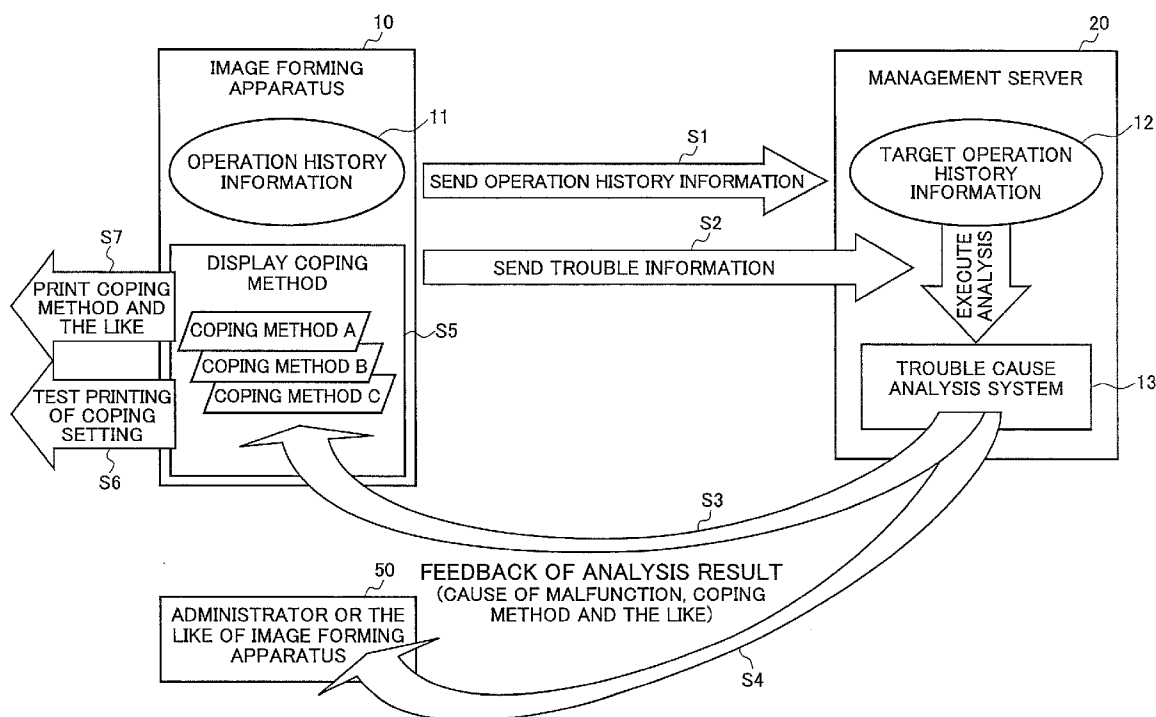 10
IMAGE FORMING
APPARATUS
11
OPERATION HISTORY
INFORMATION
S1
SEND OPERATION HISTORY INFORMATION
20
MANAGEMENT SERVER
12
TARGET OPERATION
HISTORY
INFORMATION
S2
SEND TROUBLE INFORMATION
EXECUTE
ANALYSIS
S7
PRINT COPING
METHOD AND
THE LIKE
DISPLAY COPING
METHOD
COPING METHOD A
COPING METHOD B
COPING METHOD C
S5
TEST PRINTING
OF COPING
SETTING
S6
TROUBLE CAUSE
ANALYSIS SYSTEM
13
S3
FEEDBACK OF ANALYSIS RESULT
(CAUSE OF MALFUNCTION, COPING
METHOD AND THE LIKE)
50
ADMINISTRATOR OR THE
LIKE OF IMAGE FORMING
APPARATUS
S4